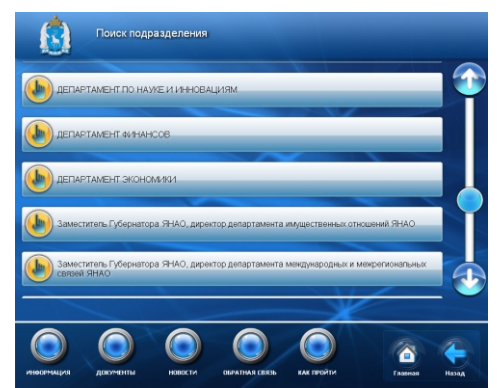 Поиск подразделения
ДЕПАРТАМЕНТ ПО НАУКЕ И ИННОВАЦИЯМ
ДЕПАРТАМЕНТ ФИНАНСОВ
ДЕПАРТАМЕНТ ЭКОНОМИКИ
Заместитель Губернатора ЯНАО, директор департамента имущественных отношений ЯНАО
Заместитель Губернатора ЯНАО, директор департамента международных и межрегиональных
связей ЯНАО
ИНФОРМАЦИЯ ДОКУМЕНТЫ НОВОСТИ ОБРАТНАЯ СВЯЗЬ КАК ПРОЙТИ Главная Назад